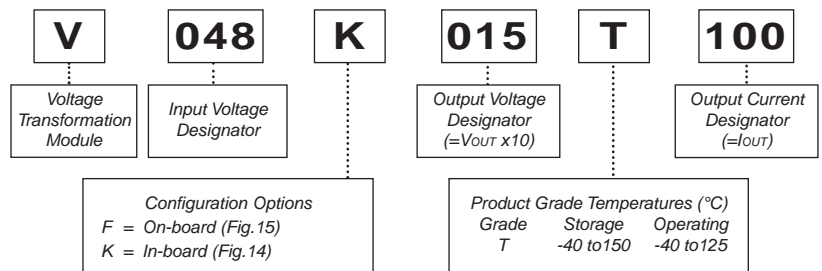 V 048 K 015 T 100
Voltage
Transformation
Module
Input Voltage
Designator
Output Voltage
Designator
(=VOUT x10)
Output Current
Designator
(=IOUT)
Configuration Options
F = On-board (Fig.15)
K = In-board (Fig.14)
Product Grade Temperatures (°C)
Grade Storage Operating
T -40 to150 -40 to125